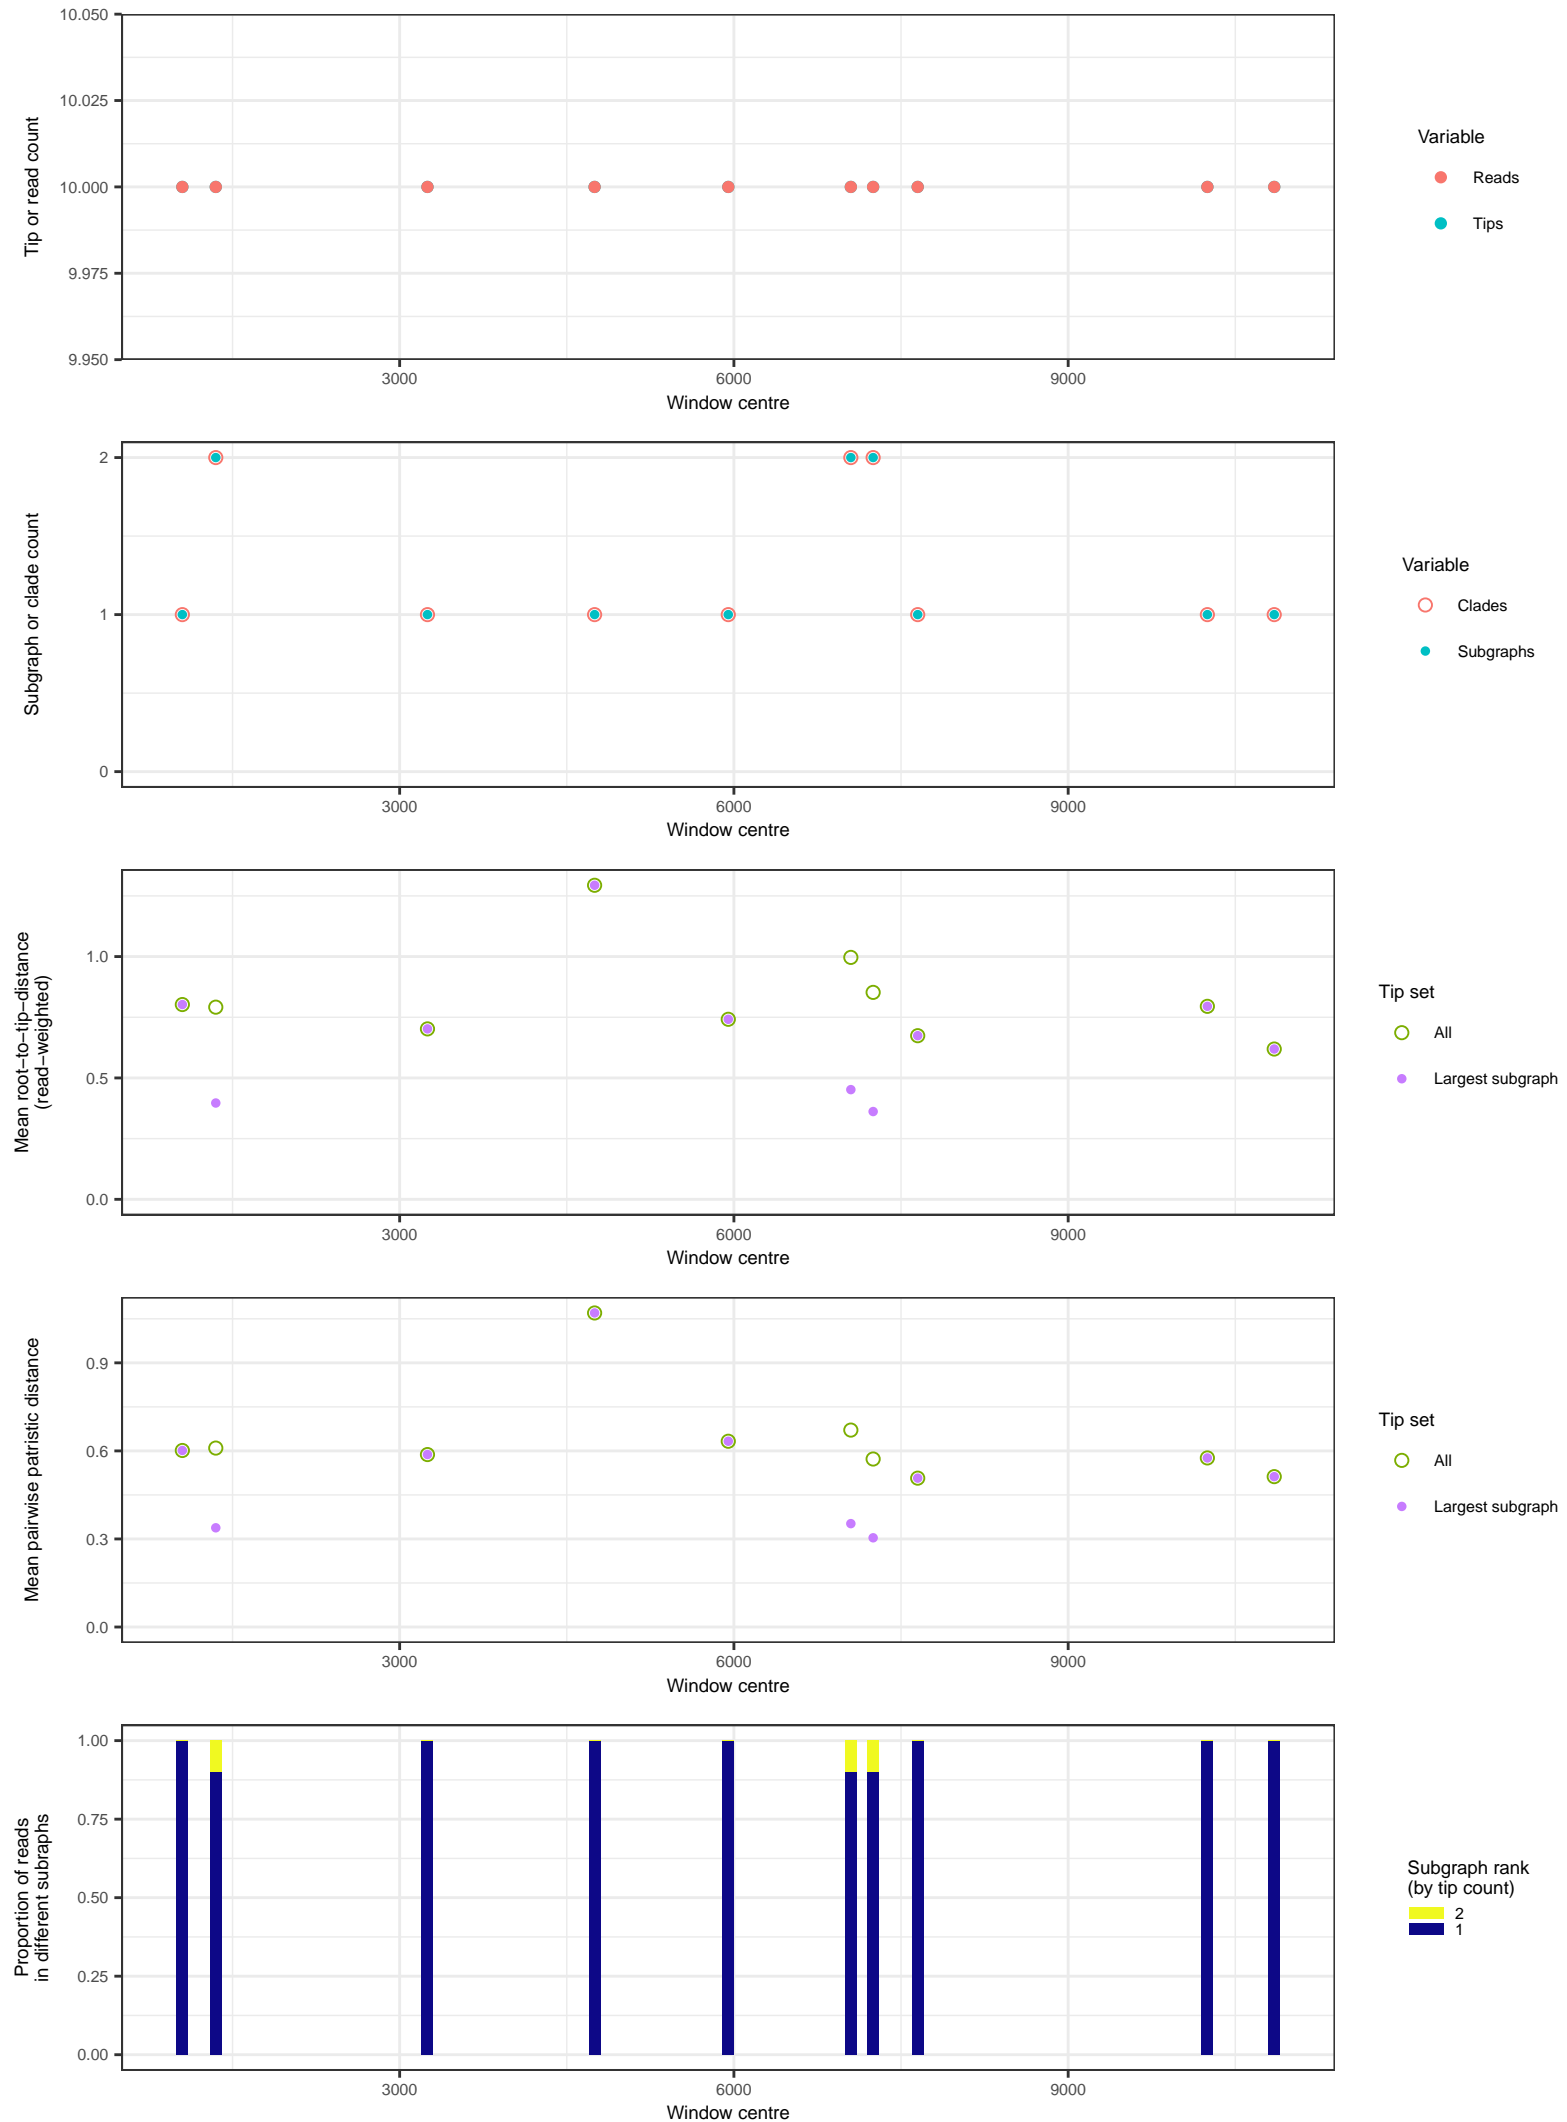 10.050
10.025
10.000
9.975
9.950
Tip or read count
3000
6000
9000
Window centre
Variable
Reads
Tips
2
1
0
Subgraph or clade count
3000
6000
9000
Window centre
Variable
Clades
Subgraphs
1.0
0.5
0.0
Mean root−to−tip−distance
(read−weighted)
3000
6000
9000
Window centre
Tip set
All
Largest subgraph
0.9
0.6
0.3
0.0
Mean pairwise patristic distance
3000
6000
9000
Window centre
Tip set
All
Largest subgraph
1.00
0.75
0.50
0.25
0.00
Proportion of reads
in different subraphs
3000
6000
9000
Window centre
Subgraph rank
(by tip count)
2
1